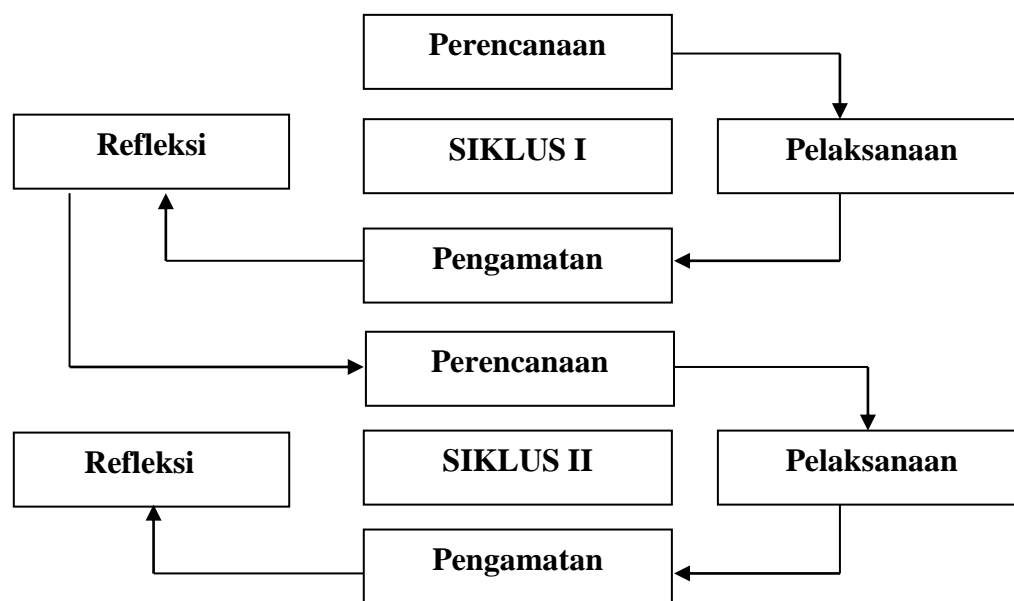 Perencanaan
Refleksi
SIKLUS I
Pelaksanaan
Pengamatan
Perencanaan
Refleksi
SIKLUS II
Pelaksanaan
Pengamatan